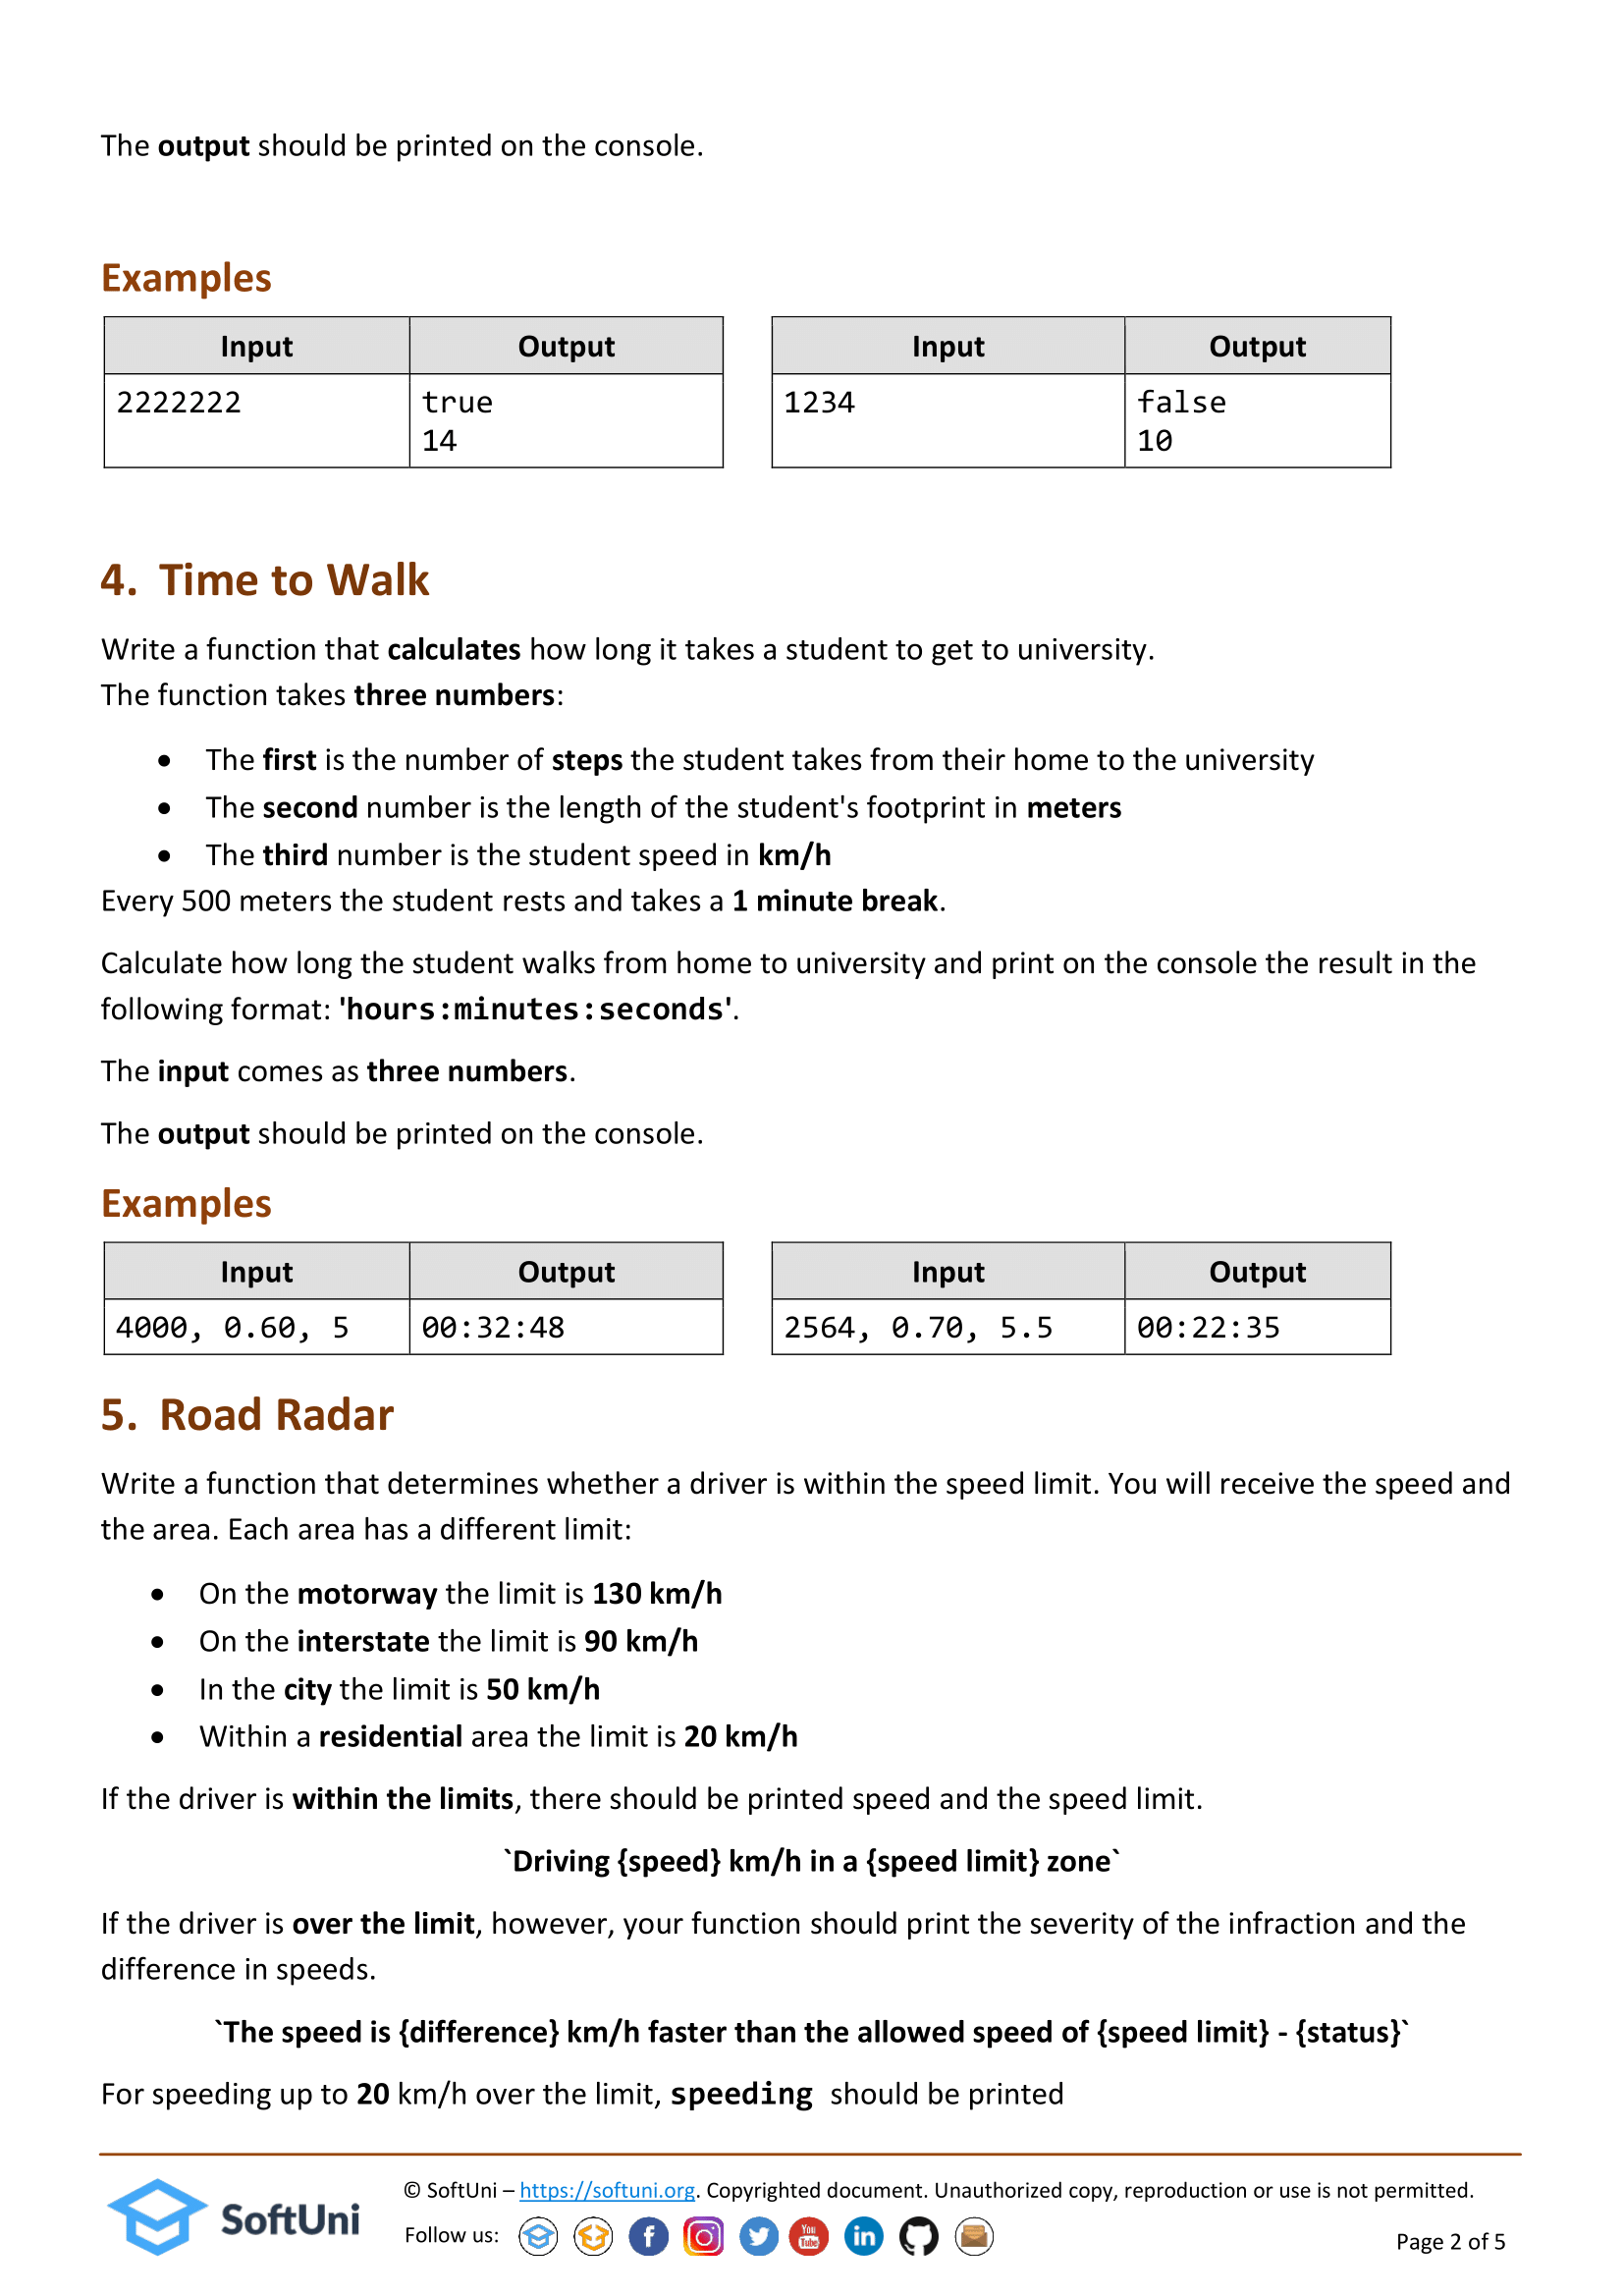 The output should be printed on the console.
Examples
Input Output Input Output
2222222 true 1234 false
14 10
4. Time to Walk
Write a function that calculates how long it takes a student to get to university.
The function takes three numbers:
• The first is the number of steps the student takes from their home to the university
• The second number is the length of the student's footprint in meters
• The third number is the student speed in km/h
Every 500 meters the student rests and takes a 1 minute break.
Calculate how long the student walks from home to university and print on the console the result in the
following format: 'hours:minutes:seconds'.
The input comes as three numbers.
The output should be printed on the console.
Examples
Input Output Input Output
4000, 0.60, 5 00:32:48 2564, 0.70, 5.5 00:22:35
5. Road Radar
Write a function that determines whether a driver is within the speed limit. You will receive the speed and
the area. Each area has a different limit:
• On the motorway the limit is 130 km/h
• On the interstate the limit is 90 km/h
• In the city the limit is 50 km/h
• Within a residential area the limit is 20 km/h
If the driver is within the limits, there should be printed speed and the speed limit.
`Driving {speed} km/h in a {speed limit} zone`
If the driver is over the limit, however, your function should print the severity of the infraction and the
difference in speeds.
`The speed is {difference} km/h faster than the allowed speed of {speed limit} - {status}`
For speeding up to 20 km/h over the limit, speeding should be printed
SoftUni
© SoftUni – https://softuni.org. Copyrighted document. Unauthorized copy, reproduction or use is not permitted.
Follow us: f You Tube in
Page 2 of 5